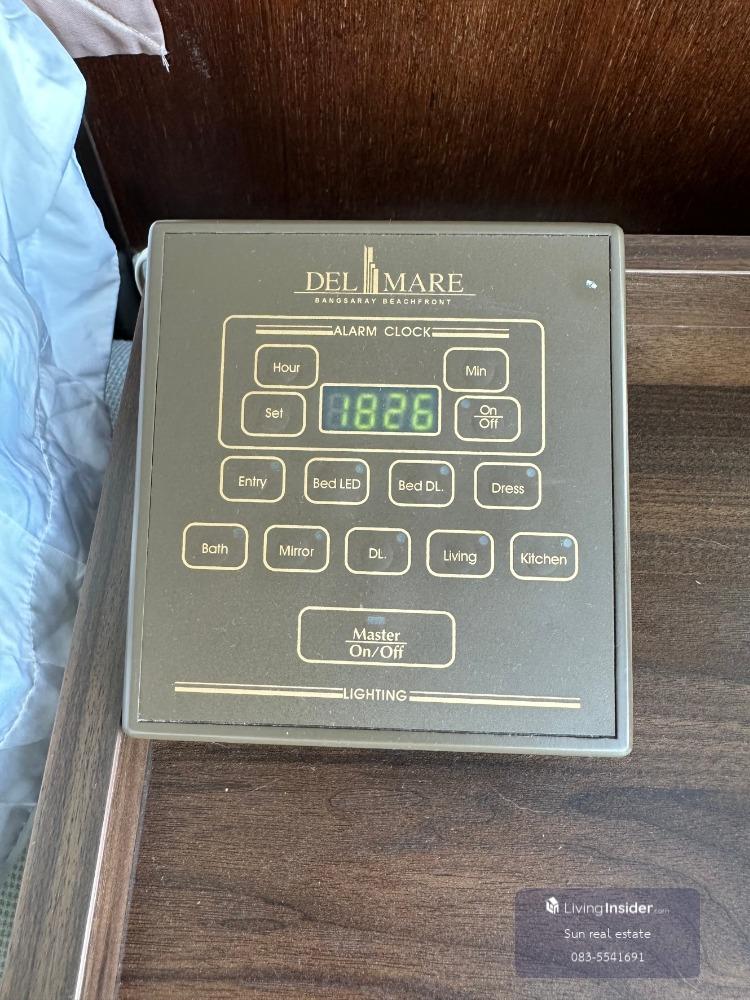 DEL MARE
BANGSARAY BEACHFRONT
ALARM CLOCK
Hour
Min
Set
1826
On
Off
Entry
Bed LED
Bed DL.
Dress
Bath
Mirror
DL.
Living
Kitchen
Master
On/Off
LIGHTING
LivingInsider.com
Sun real estate
083-5541691